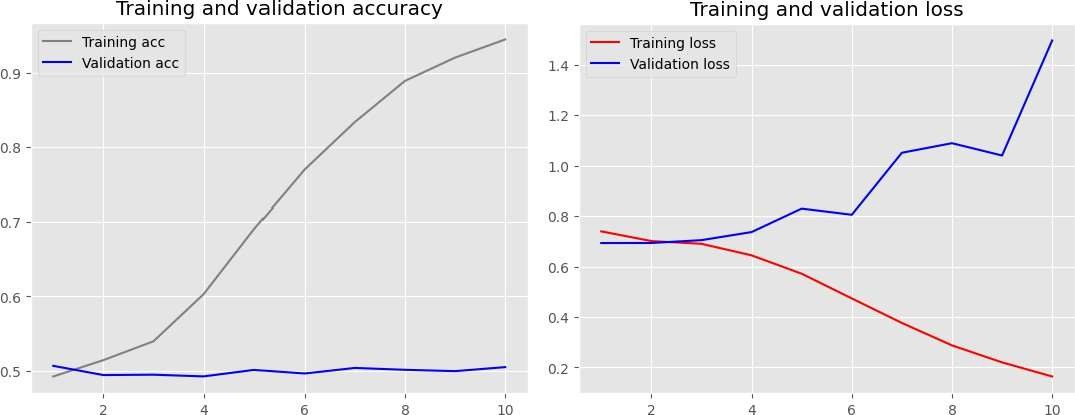 Training and validation accuracy
Training acc
Validation acc
0.9
0.8
0.7
0.6
0.5
2 4 6 8 10
Training and validation loss
Training loss
Validation loss
1.4
1.2
1.0
0.8
0.6
0.4
0.2
2 4 6 8 10